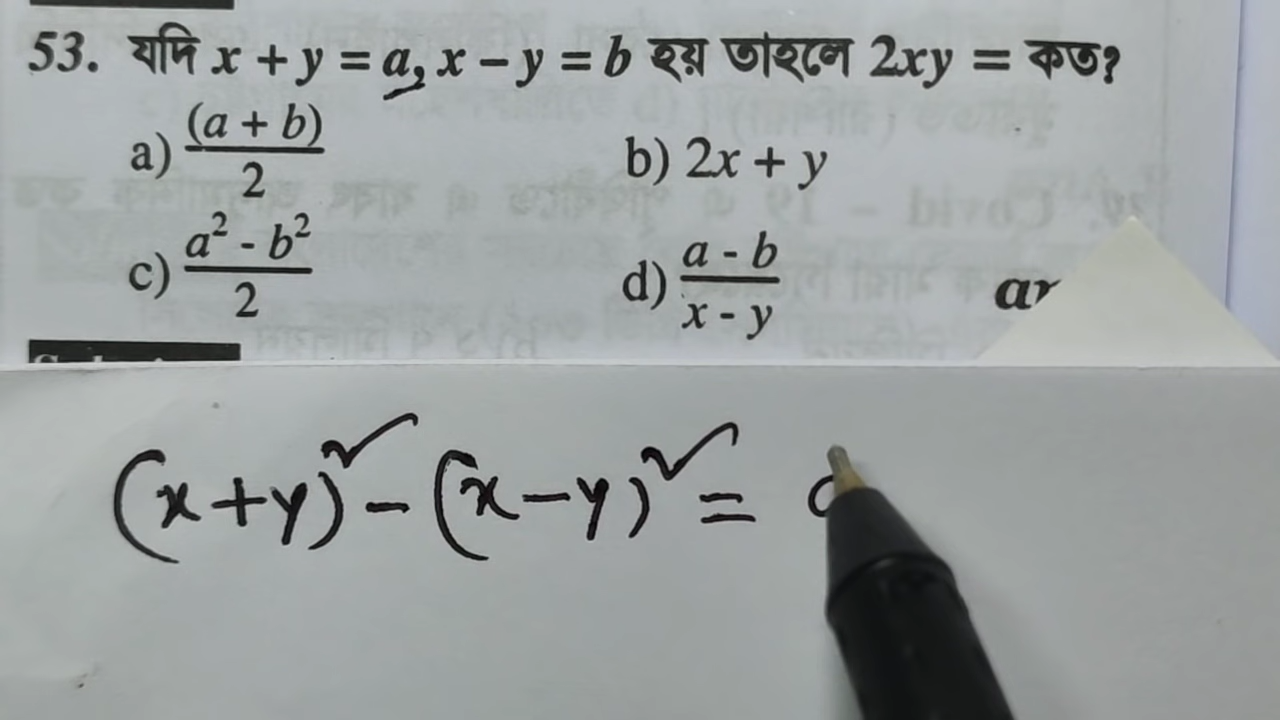 53. যদি x + y = a, x − y = b হয় তাহলে 2xy = কত?
a) (a + b)/2 b) 2x + y
c) (a² - b²)/2 d) (a - b)/(x - y)
(x+y)² − (x−y)² =